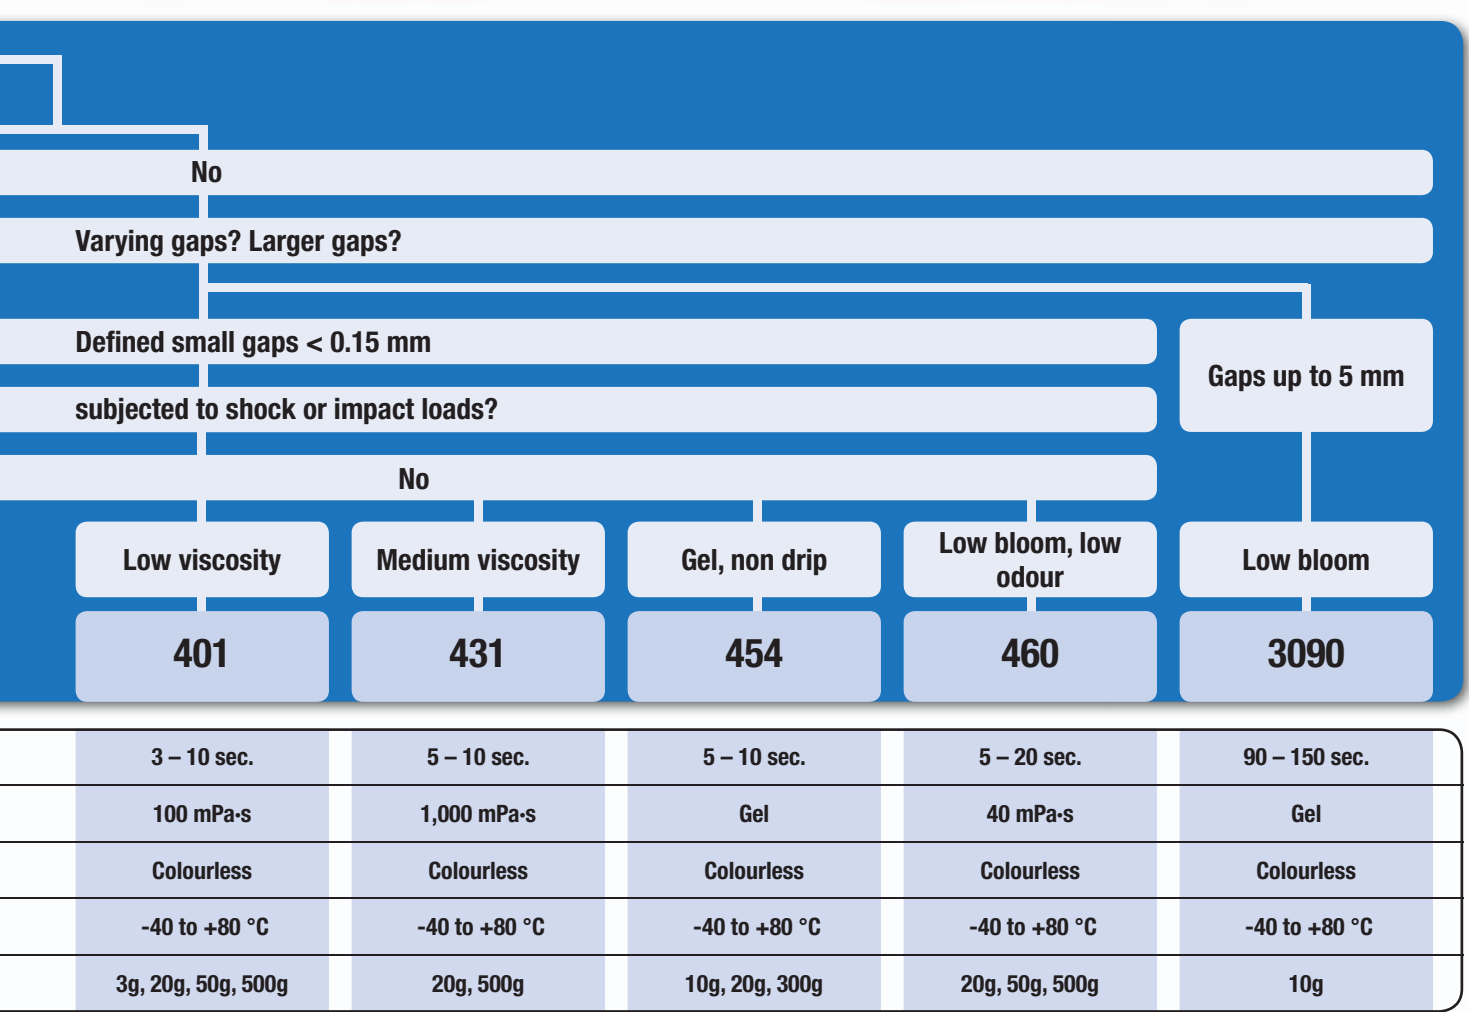 No
Varying gaps? Larger gaps?
Defined small gaps < 0.15 mm
Gaps up to 5 mm
subjected to shock or impact loads?
No
Low viscosity
Medium viscosity
Gel, non drip
Low bloom, low
odour
Low bloom
401
431
454
460
3090
3 – 10 sec.
5 – 10 sec.
5 – 10 sec.
5 – 20 sec.
90 – 150 sec.
100 mPa·s
1,000 mPa·s
Gel
40 mPa·s
Gel
Colourless
Colourless
Colourless
Colourless
Colourless
-40 to +80 °C
-40 to +80 °C
-40 to +80 °C
-40 to +80 °C
-40 to +80 °C
3g, 20g, 50g, 500g
20g, 500g
10g, 20g, 300g
20g, 50g, 500g
10g